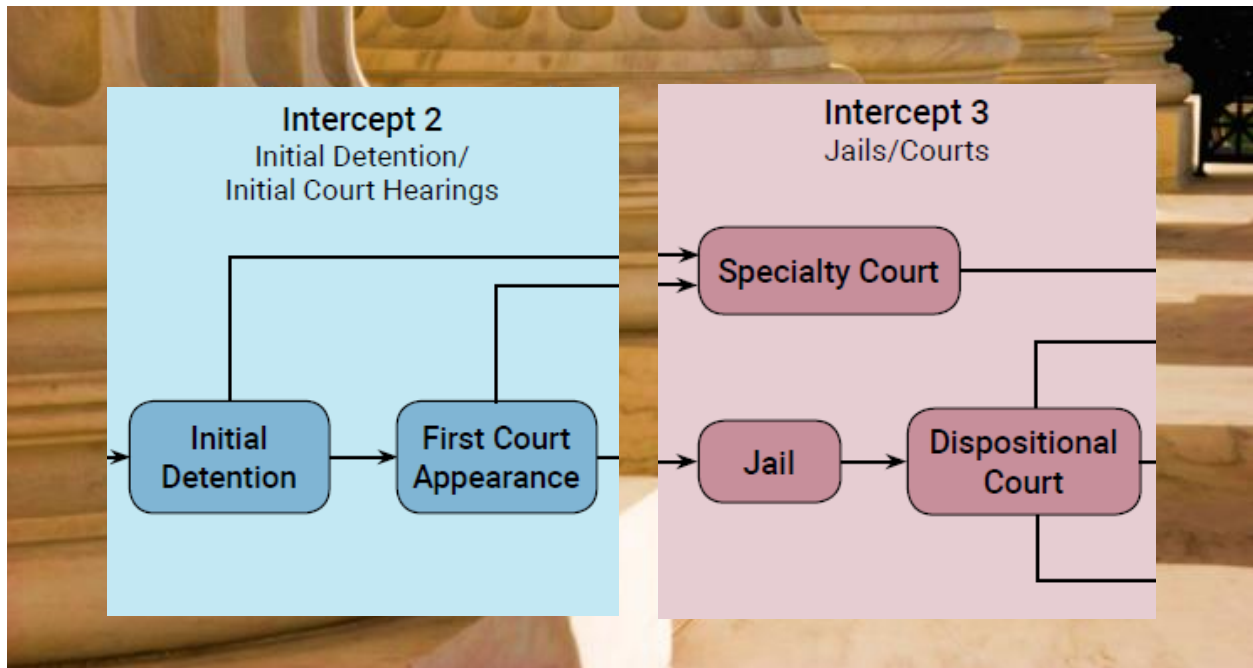 Intercept 2
Initial Detention/
Initial Court Hearings
Initial
Detention
First Court
Appearance
Intercept 3
Jails/Courts
Specialty Court
Jail
Dispositional
Court